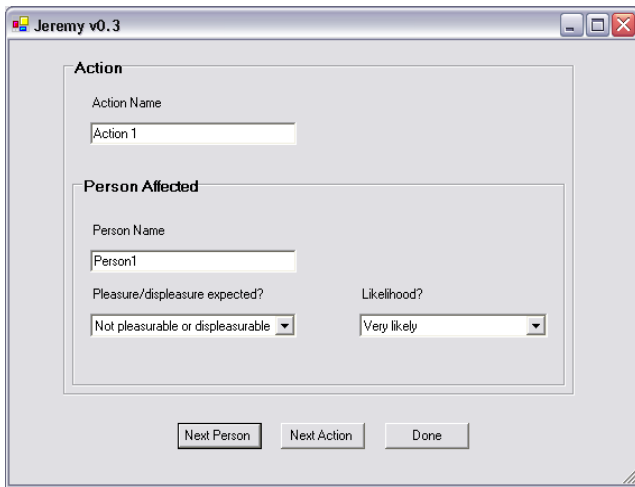 Jeremy v0.3
Action
Action Name
Action 1
Person Affected
Person Name
Person1
Pleasure/displeasure expected? Likelihood?
Not pleasurable or displeasurable Very likely
Next Person Next Action Done